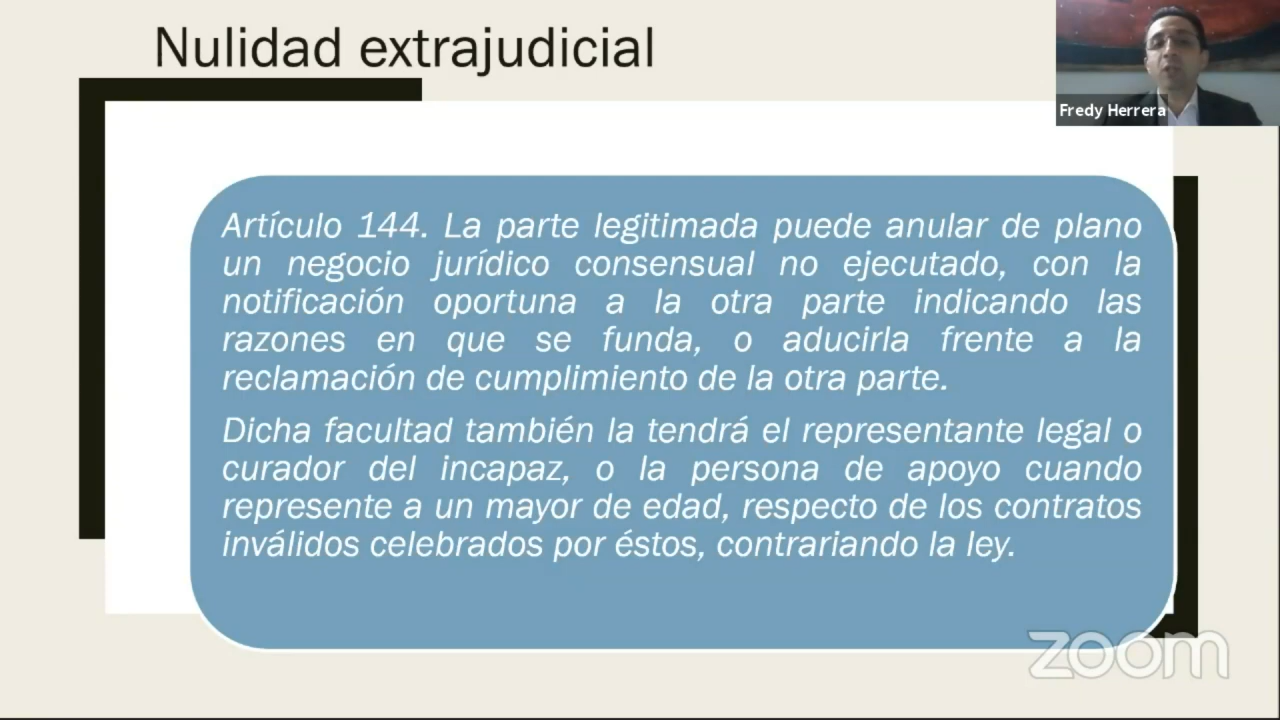 Nulidad extrajudicial
Fredy Herrera
Artículo 144. La parte legitimada puede anular de plano
un negocio jurídico consensual no ejecutado, con la
notificación oportuna a la otra parte indicando las
razones en que se funda, o aducirla frente a la
reclamación de cumplimiento de la otra parte.
Dicha facultad también la tendrá el representante legal o
curador del incapaz, o la persona de apoyo cuando
represente a un mayor de edad, respecto de los contratos
inválidos celebrados por éstos, contrariando la ley.
zoom